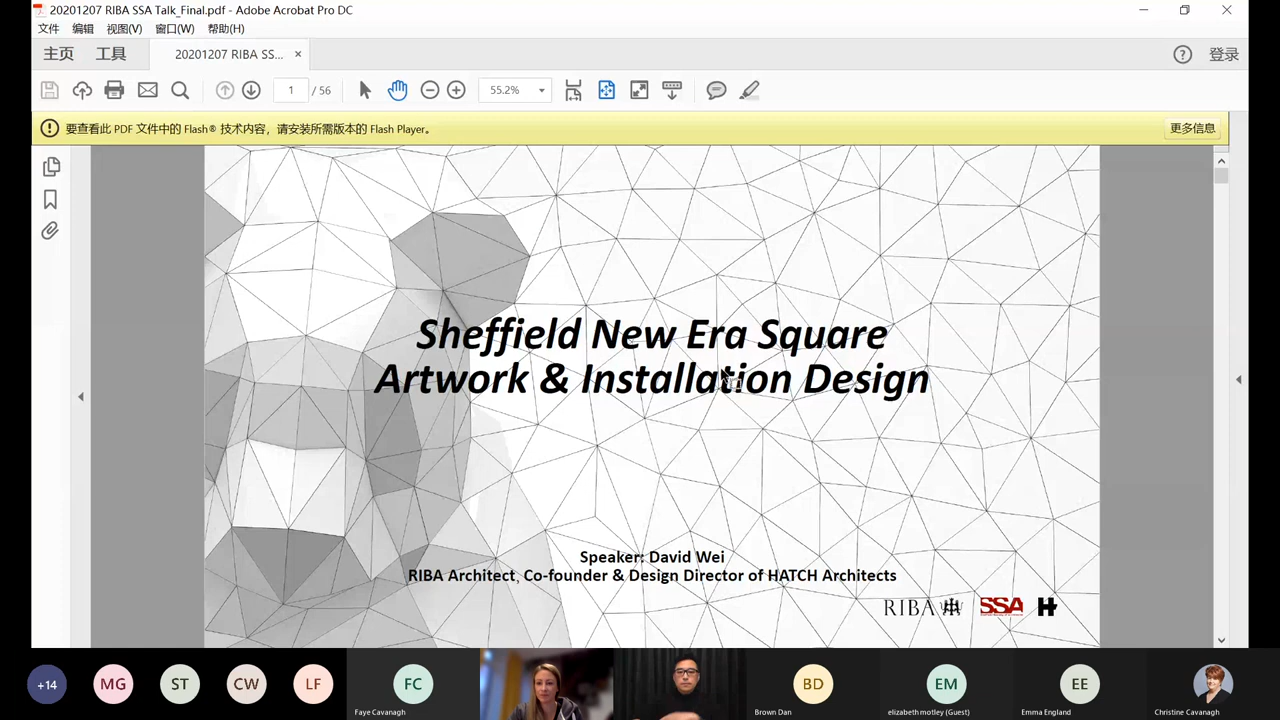 20201207 RIBA SSA Talk_Final.pdf - Adobe Acrobat Pro DC
文件 编辑 视图(V) 窗口(W) 帮助(H)
主页 工具 20201207 RIBA SS... × 登录
1 / 56 55.2%
要查看此 PDF 文件中的 Flash® 技术内容，请安装所需版本的 Flash Player。 更多信息
Sheffield New Era Square
Artwork & Installation Design
Speaker: David Wei
RIBA Architect, Co-founder & Design Director of HATCH Architects
RIBA SSA H
+14 MG ST CW LF FC BD EM EE
Faye Cavanagh Brown Dan elizabeth motley (Guest) Emma England Christine Cavanagh